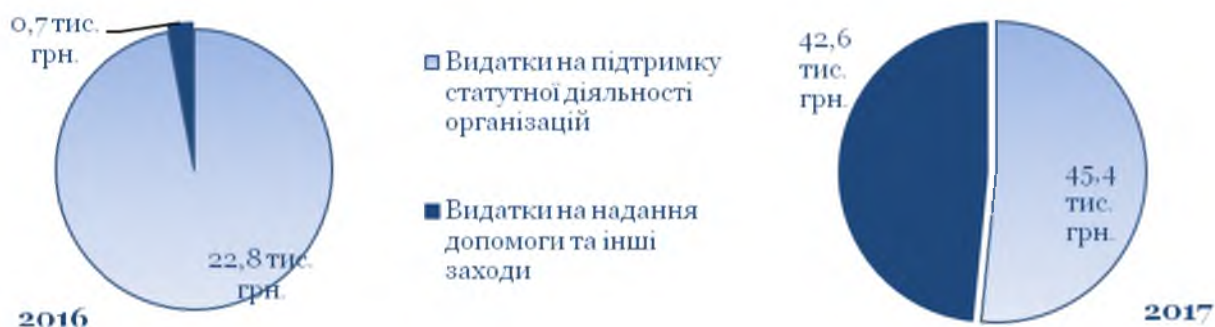 0,7 тис.
грн.
22,8 тис.
грн.
2016
Видатки на підтримку
статутної діяльності
організацій
Видатки на надання
допомоги та інші
заходи
42,6
тис.
грн.
45,4
тис.
грн.
2017